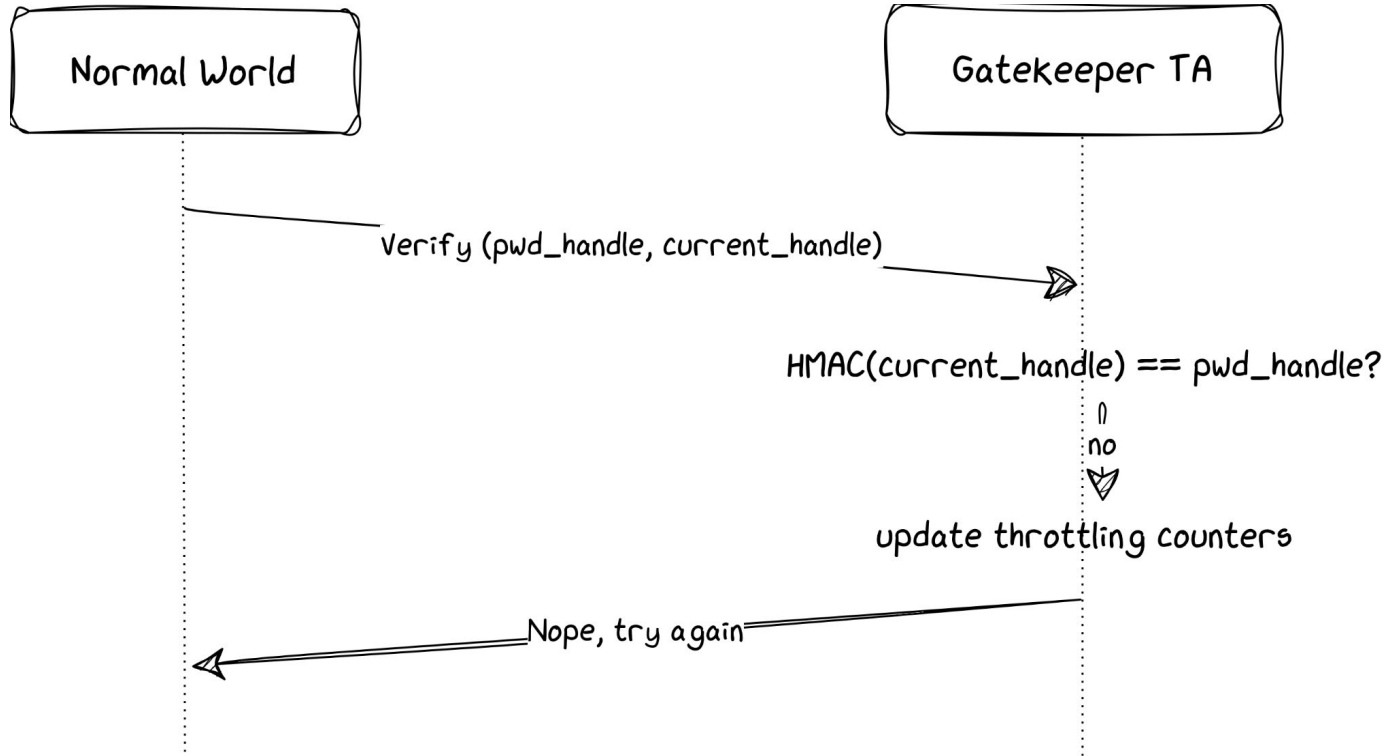 Normal World
Gatekeeper TA
Verify (pwd_handle, current_handle)
HMAC(current_handle) == pwd_handle?
no
update throttling counters
Nope, try again